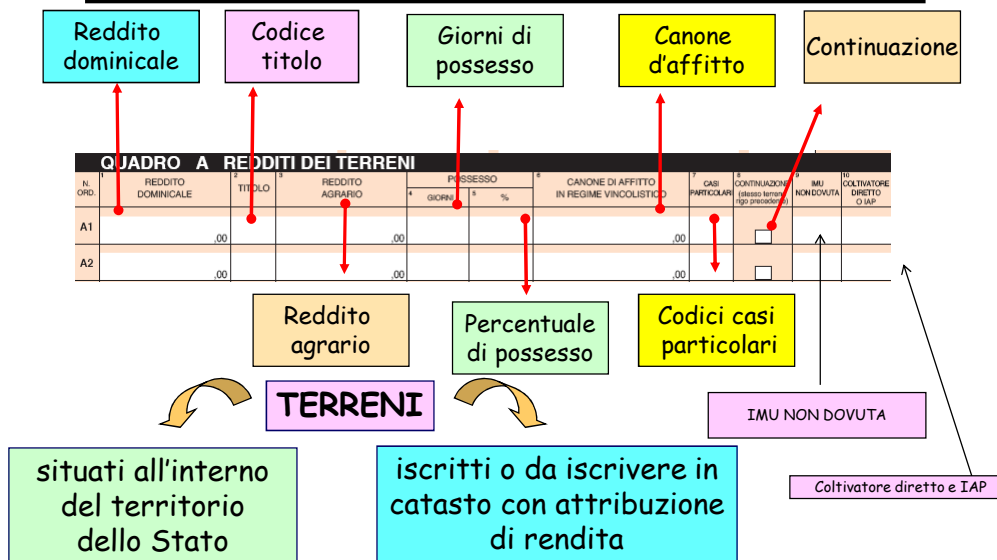 Reddito
dominicale
Codice
titolo
Giorni di
possesso
Canone
d'affitto
Continuazione
QUADRO A REDDITI DEI TERRENI
N.
ORD.
1
REDDITO
DOMINICALE
2
TITOLO
3
REDDITO
AGRARIO
POSSESSO
4
GIORNI
5
%
6
CANONE DI AFFITTO
IN REGIME VINCOLISTICO
7
CASI
PARTICOLARI
8
CONTINUAZIONE
(stesso terreno
rigo precedente)
9
IMU
NON DOVUTA
10
COLTIVATORE
DIRETTO
O IAP
A1
,00
,00
,00
A2
,00
,00
,00
Reddito
agrario
Percentuale
di possesso
Codici casi
particolari
TERRENI
IMU NON DOVUTA
situati all'interno
del territorio
dello Stato
iscritti o da iscrivere in
catasto con attribuzione
di rendita
Coltivatore diretto e IAP